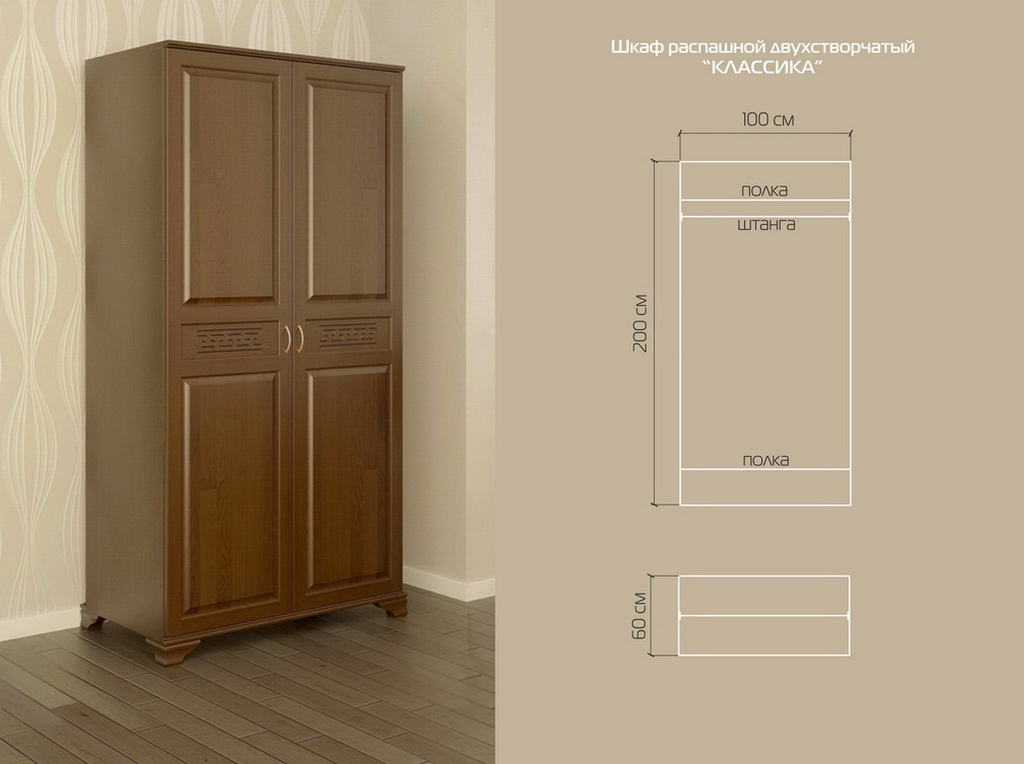 Шкаф распашной двухстворчатый
“КЛАССИКА”
100 см
полка
штанга
200 см
полка
60 см